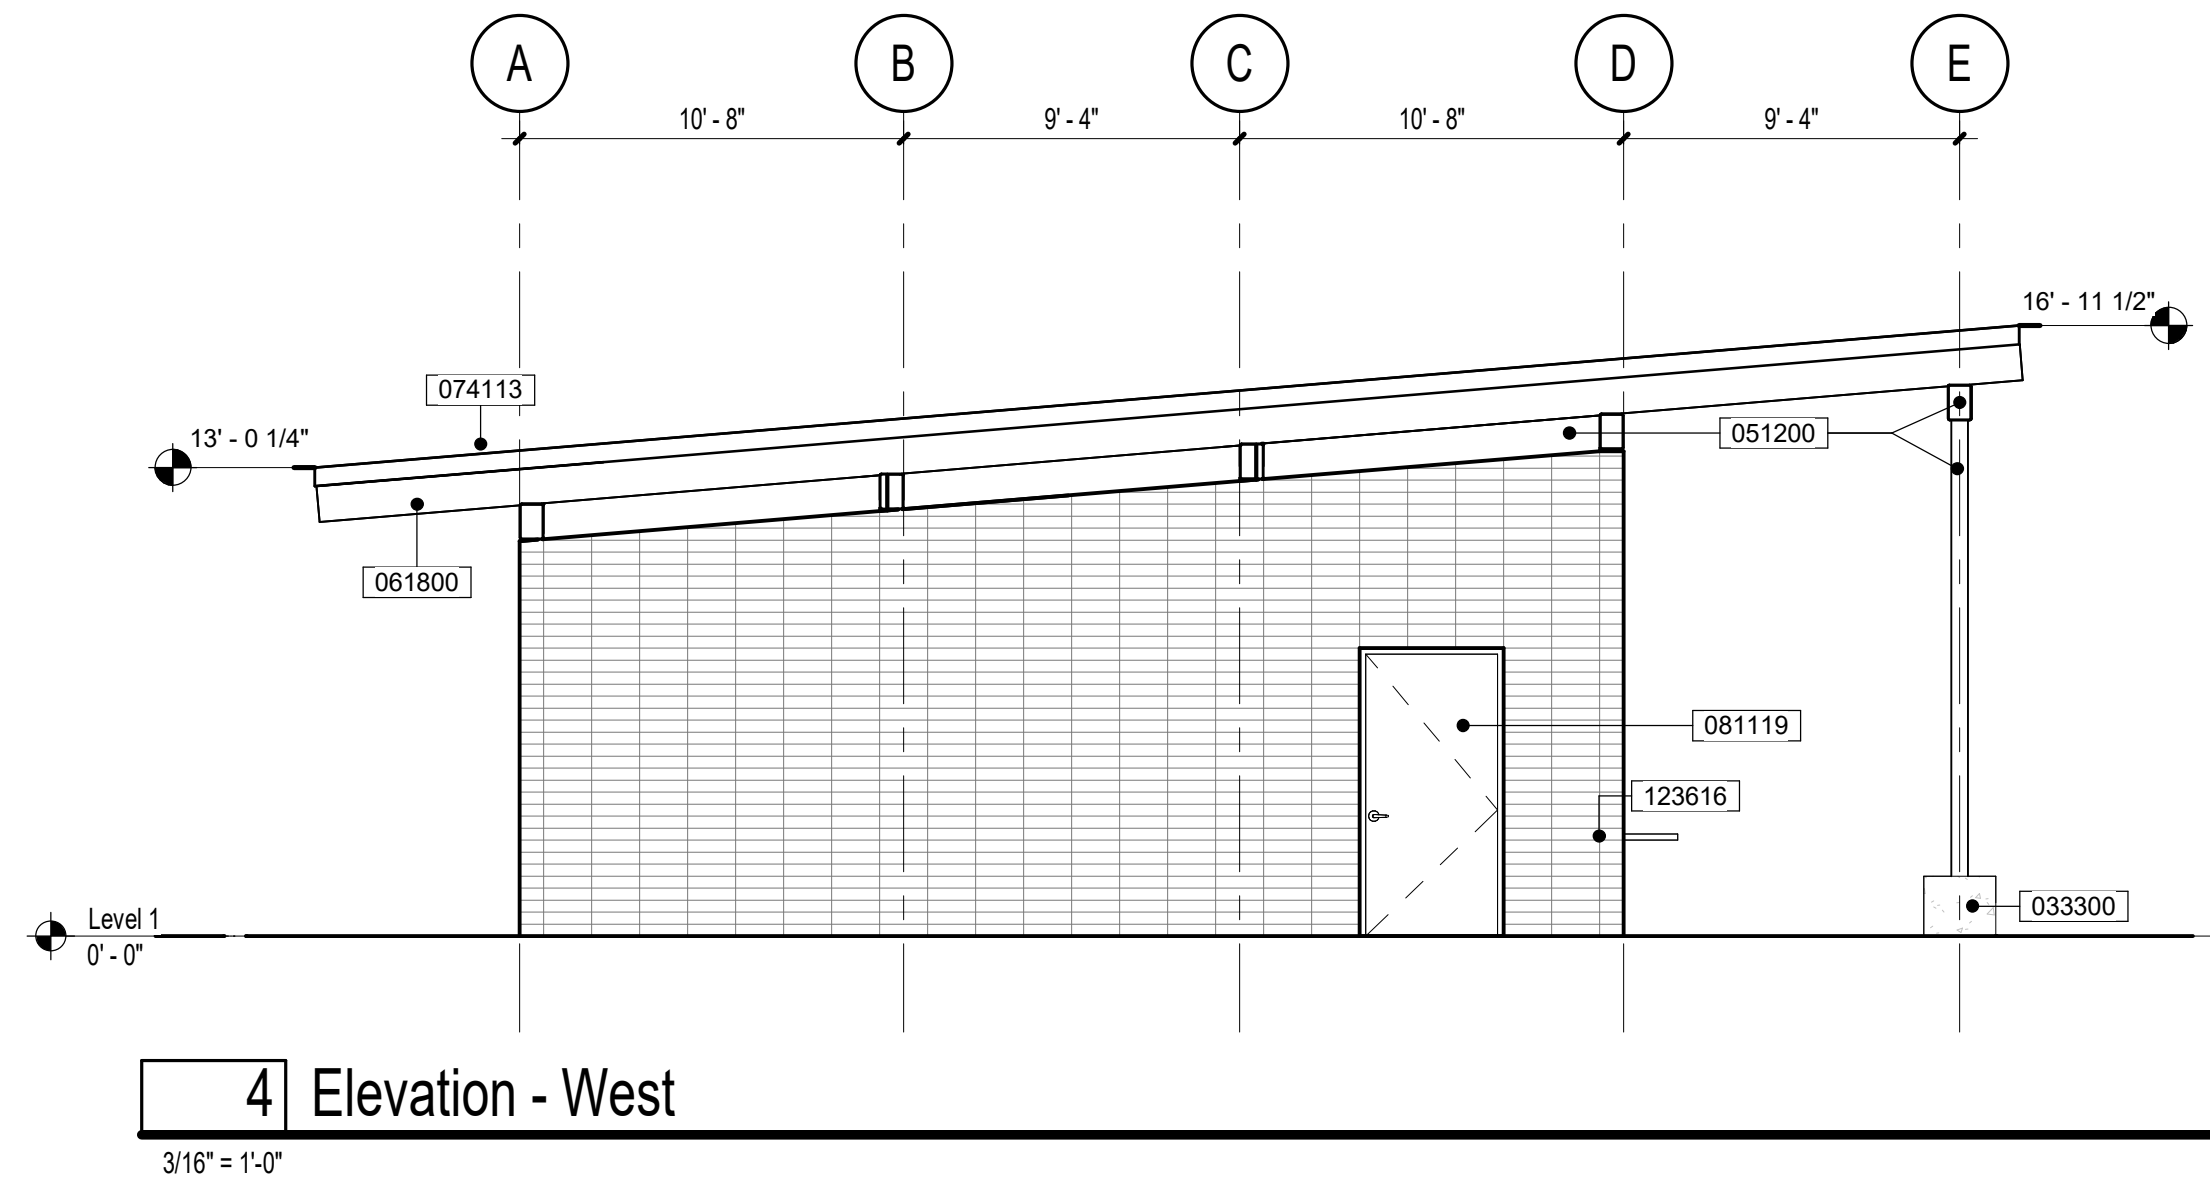 A B C D E
10' - 8" 9' - 4" 10' - 8" 9' - 4"
16' - 11 1/2"
074113
13' - 0 1/4"
051200
061800
081119
123616
033300
Level 1
0' - 0"
4 Elevation - West
3/16" = 1'-0"